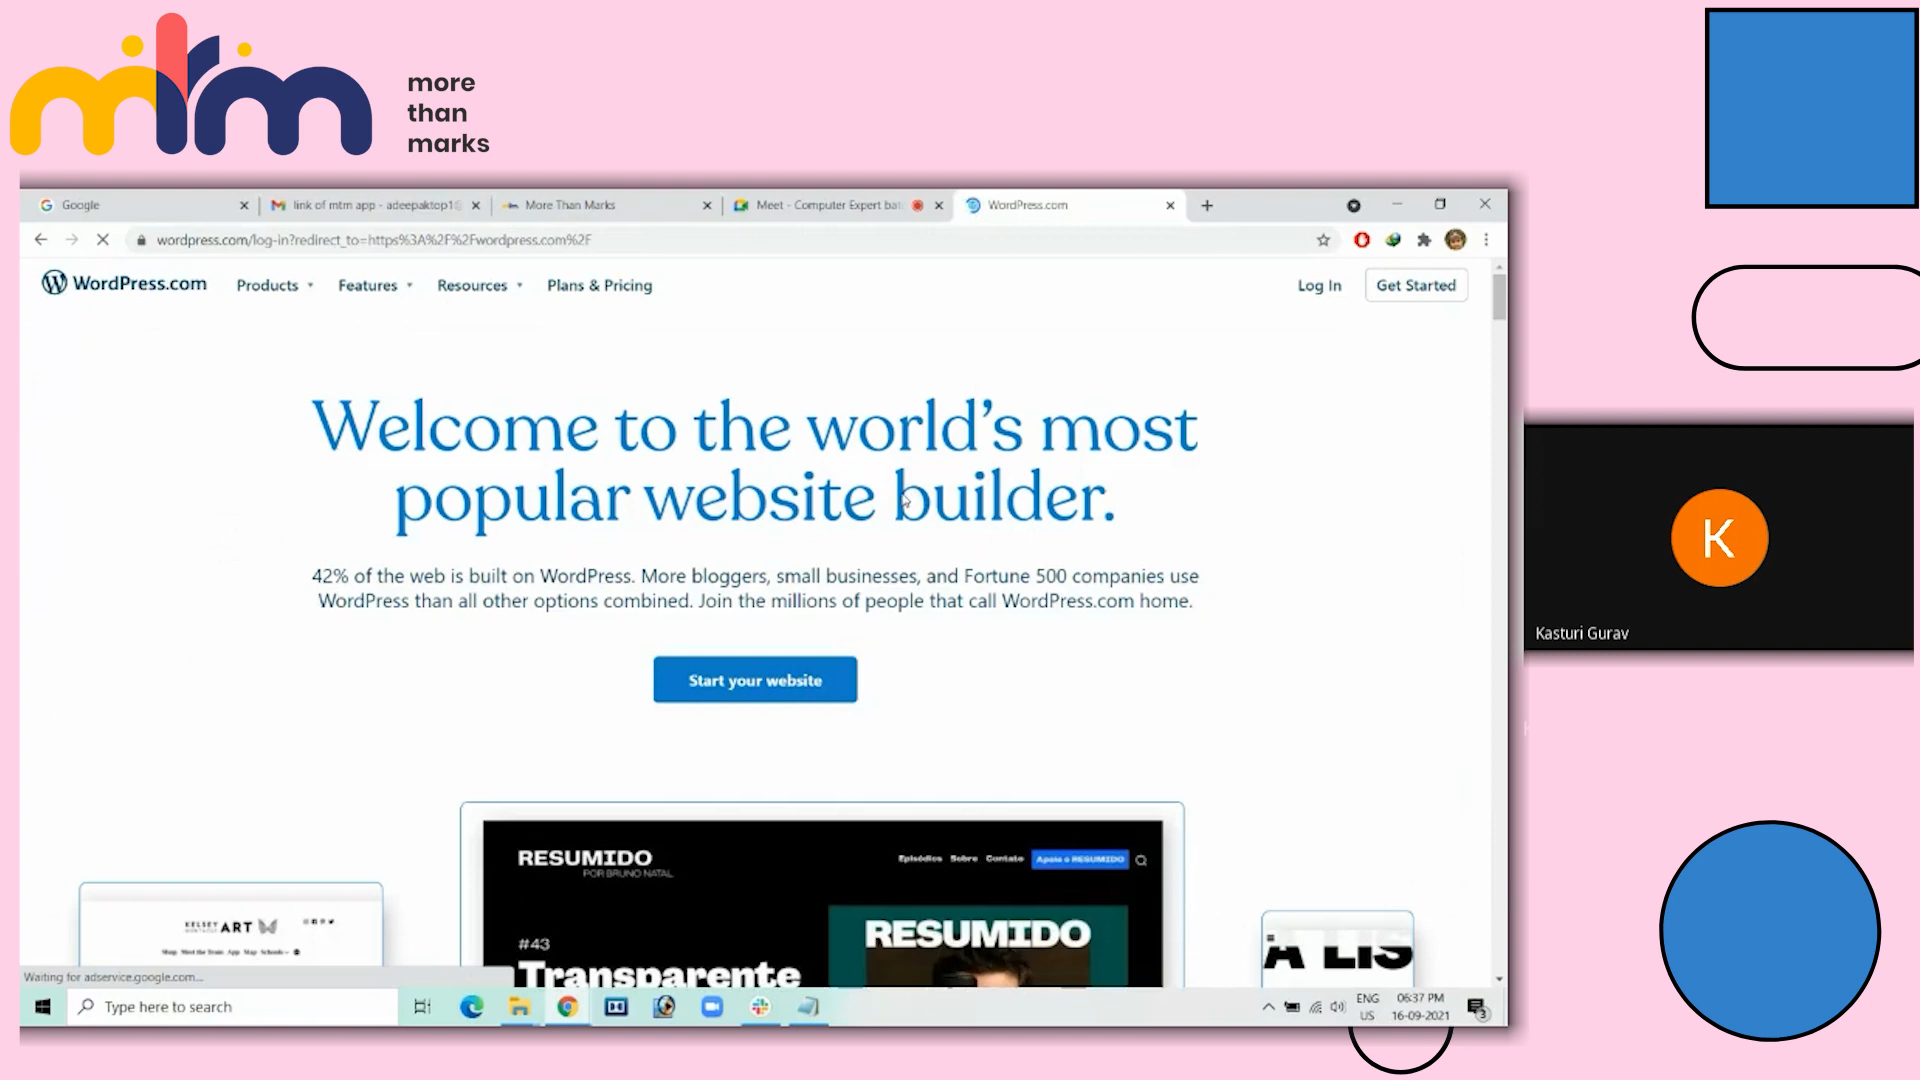 mtm
more
than
marks
Google
link of mtm app - adeepaktop1
More Than Marks
Meet - Computer Expert bat
WordPress.com
wordpress.com/log-in?redirect_to=https%3A%2F%2Fwordpress.com%2F
WordPress.com
Products
Features
Resources
Plans & Pricing
Log In
Get Started
Welcome to the world's most
popular website builder.
42% of the web is built on WordPress. More bloggers, small businesses, and Fortune 500 companies use
WordPress than all other options combined. Join the millions of people that call WordPress.com home.
Start your website
K
Kasturi Gurav
RESUMIDO
POR BRUNO NATAL
Episódios Sobre Contato Apoie o RESUMIDO
KELSEY
ART
Shop Meet the Team App Map Schools
RESUMIDO
#43
Transparente
A LIS
Waiting for adservice.google.com...
Type here to search
ENG
US
06:37 PM
16-09-2021
3